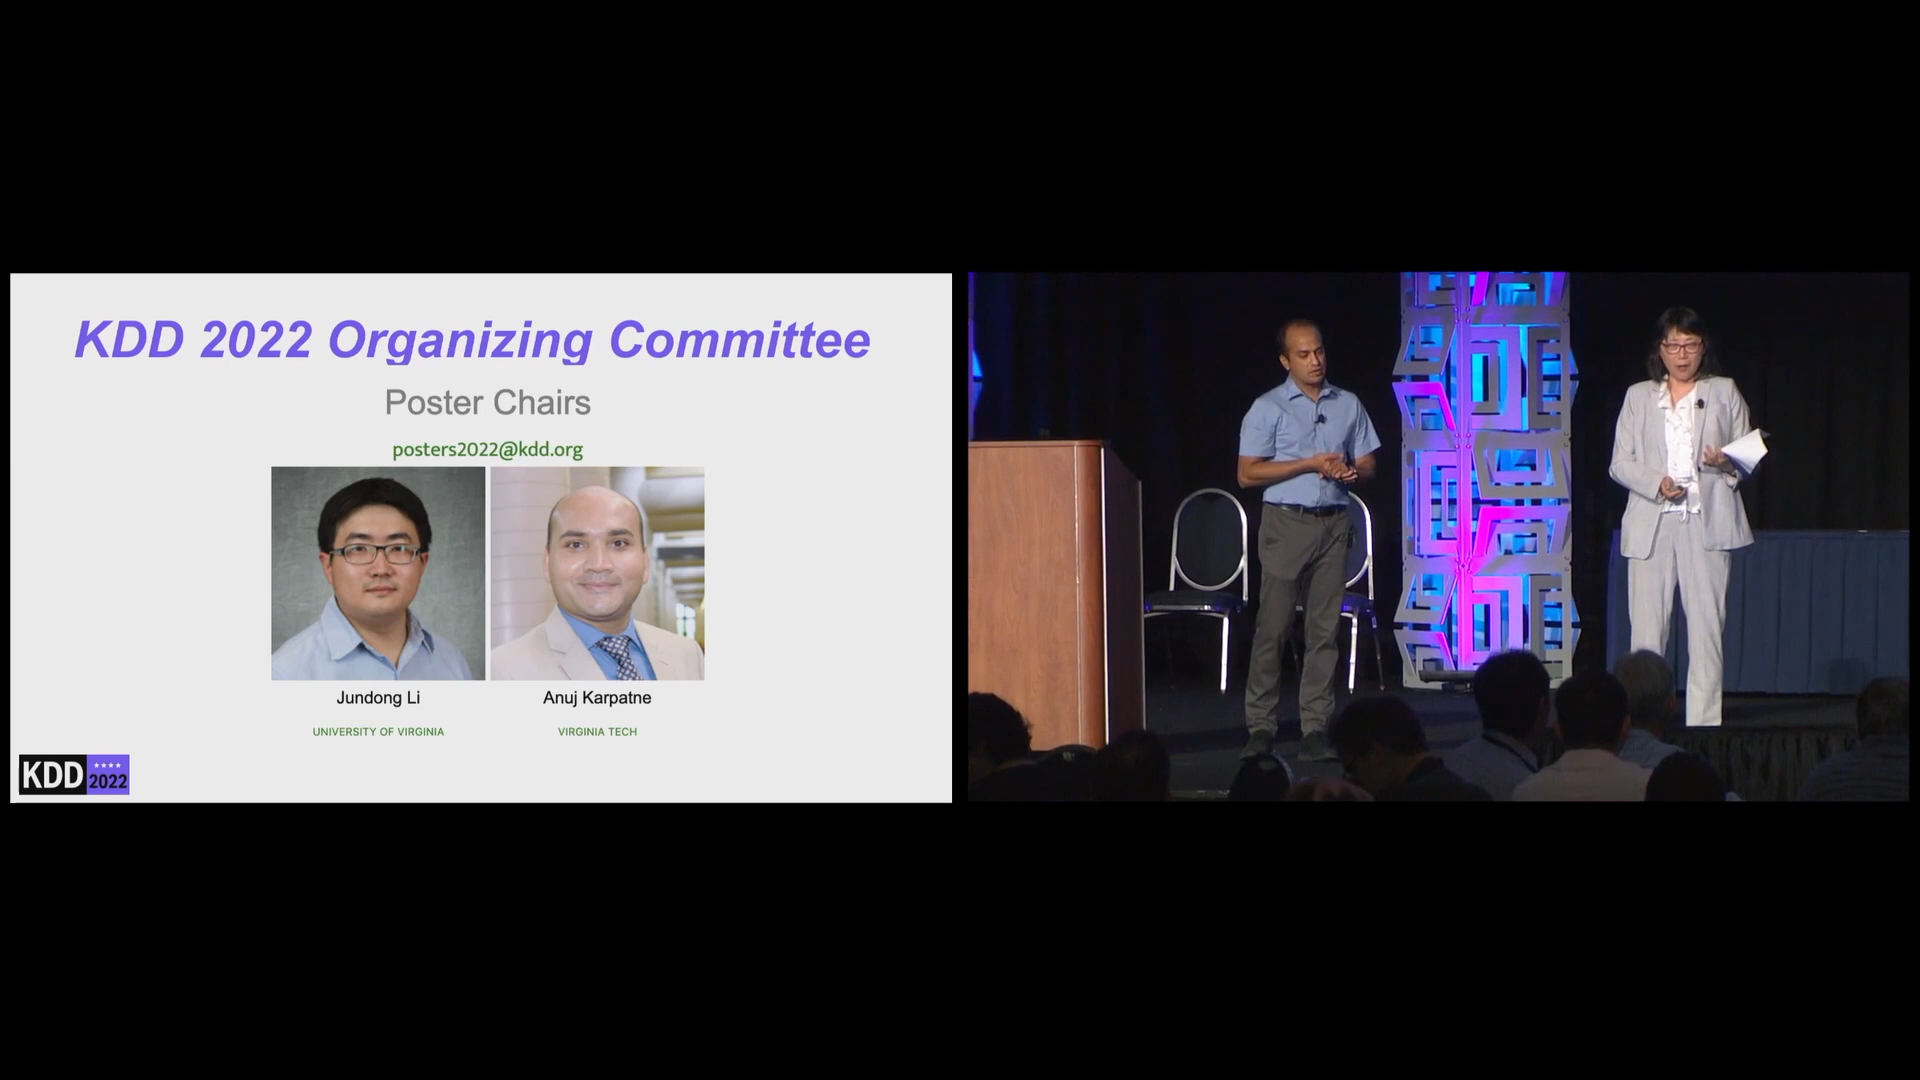 KDD 2022 Organizing Committee
Poster Chairs
posters2022@kdd.org
Jundong Li
Anuj Karpatne
UNIVERSITY OF VIRGINIA
VIRGINIA TECH
KDD 2022